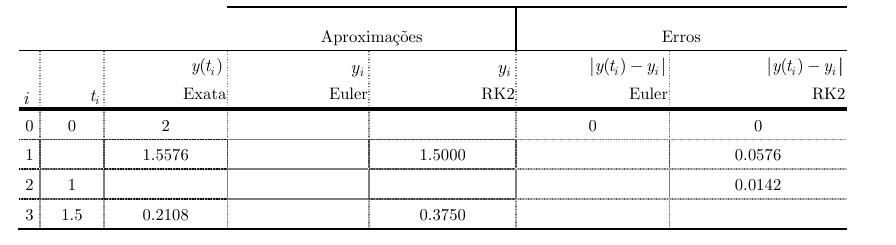 Aproximações Erros
y(t_i) y_i y_i |y(t_i) − y_i| |y(t_i) − y_i|
i t_i Exata Euler RK2 Euler RK2
0 0 2 0 0
1 1.5576 1.5000 0.0576
2 1 0.0142
3 1.5 0.2108 0.3750